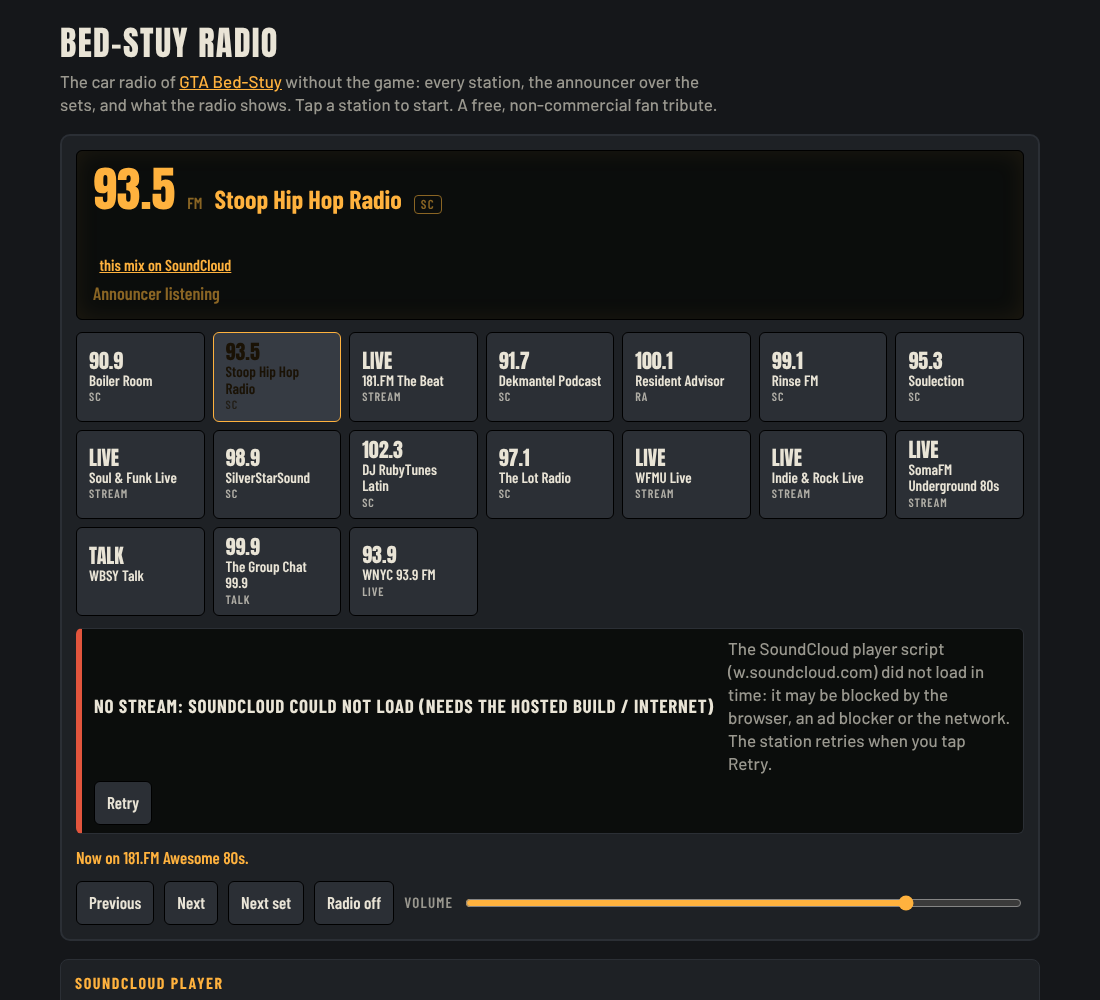 BED-STUY RADIO
The car radio of GTA Bed-Stuy without the game: every station, the announcer over the
sets, and what the radio shows. Tap a station to start. A free, non-commercial fan tribute.
93.5 FM Stoop Hip Hop Radio SC
this mix on SoundCloud
Announcer listening
90.9
Boiler Room
SC
93.5
Stoop Hip Hop
Radio
SC
LIVE
181.FM The Beat
STREAM
91.7
Dekmantel Podcast
SC
100.1
Resident Advisor
RA
99.1
Rinse FM
SC
95.3
Soulection
SC
LIVE
Soul & Funk Live
STREAM
98.9
SilverStarSound
SC
102.3
DJ RubyTunes
Latin
SC
97.1
The Lot Radio
SC
LIVE
WFMU Live
STREAM
LIVE
Indie & Rock Live
STREAM
LIVE
SomaFM
Underground 80s
STREAM
TALK
WBSY Talk
99.9
The Group Chat
99.9
TALK
93.9
WNYC 93.9 FM
LIVE
NO STREAM: SOUNDCLOUD COULD NOT LOAD (NEEDS THE HOSTED BUILD / INTERNET)
The SoundCloud player script
(w.soundcloud.com) did not load in
time: it may be blocked by the
browser, an ad blocker or the network.
The station retries when you tap
Retry.
Retry
Now on 181.FM Awesome 80s.
Previous
Next
Next set
Radio off
VOLUME
SOUNDCLOUD PLAYER